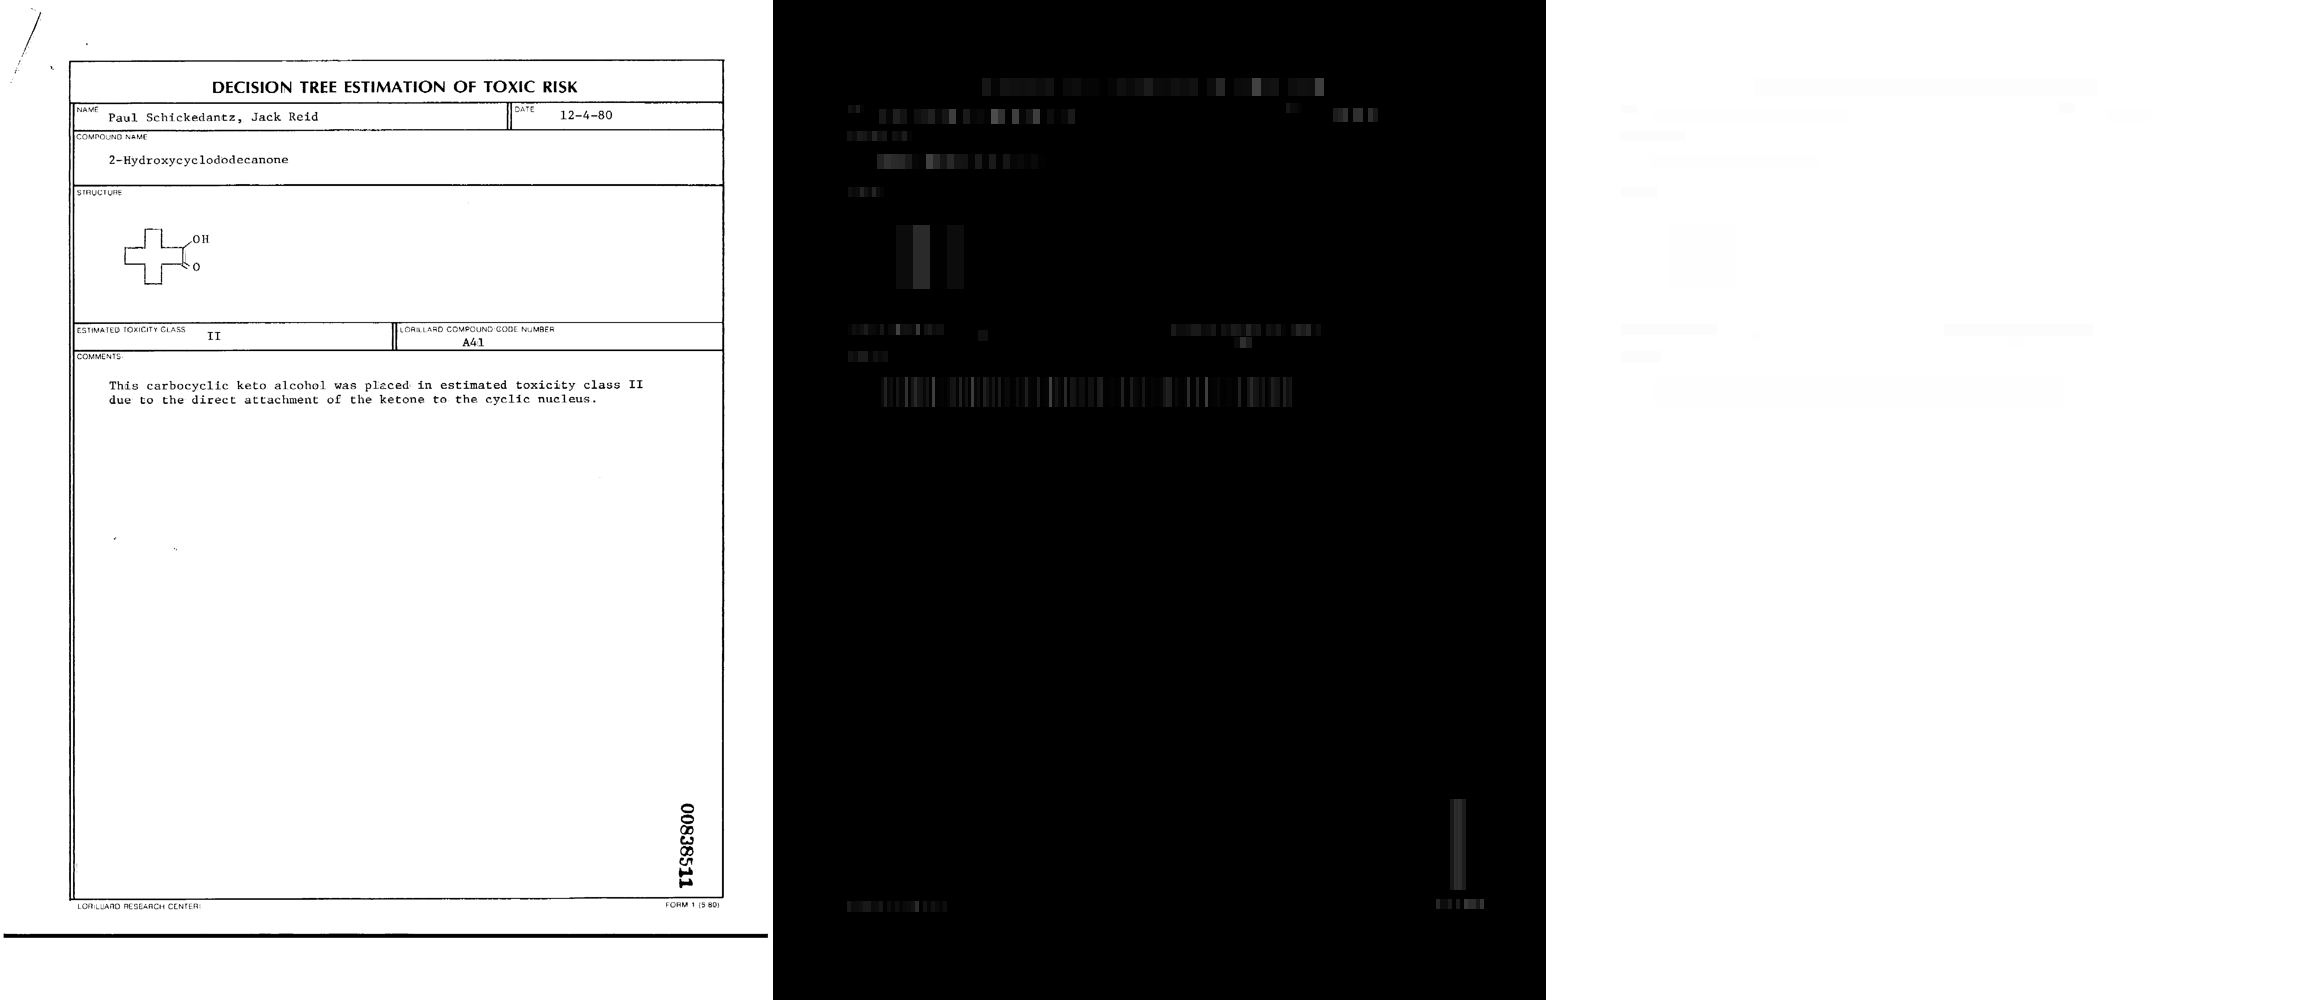 DECISION TREE ESTIMATION OF TOXIC RISK
NAME
Paul Schickedantz, Jack Reid
DATE
12-4-80
COMPOUND NAME
2-Hydroxycyclododecanone
STRUCTURE
OH
O
ESTIMATED TOXICITY CLASS
II
LORILLARD COMPOUND CODE NUMBER
A41
COMMENTS
This carbocyclic keto alcohol was placed in estimated toxicity class II
due to the direct attachment of the ketone to the cyclic nucleus.
00838511
LORILLARD RESEARCH CENTER
FORM 1 (5 80)